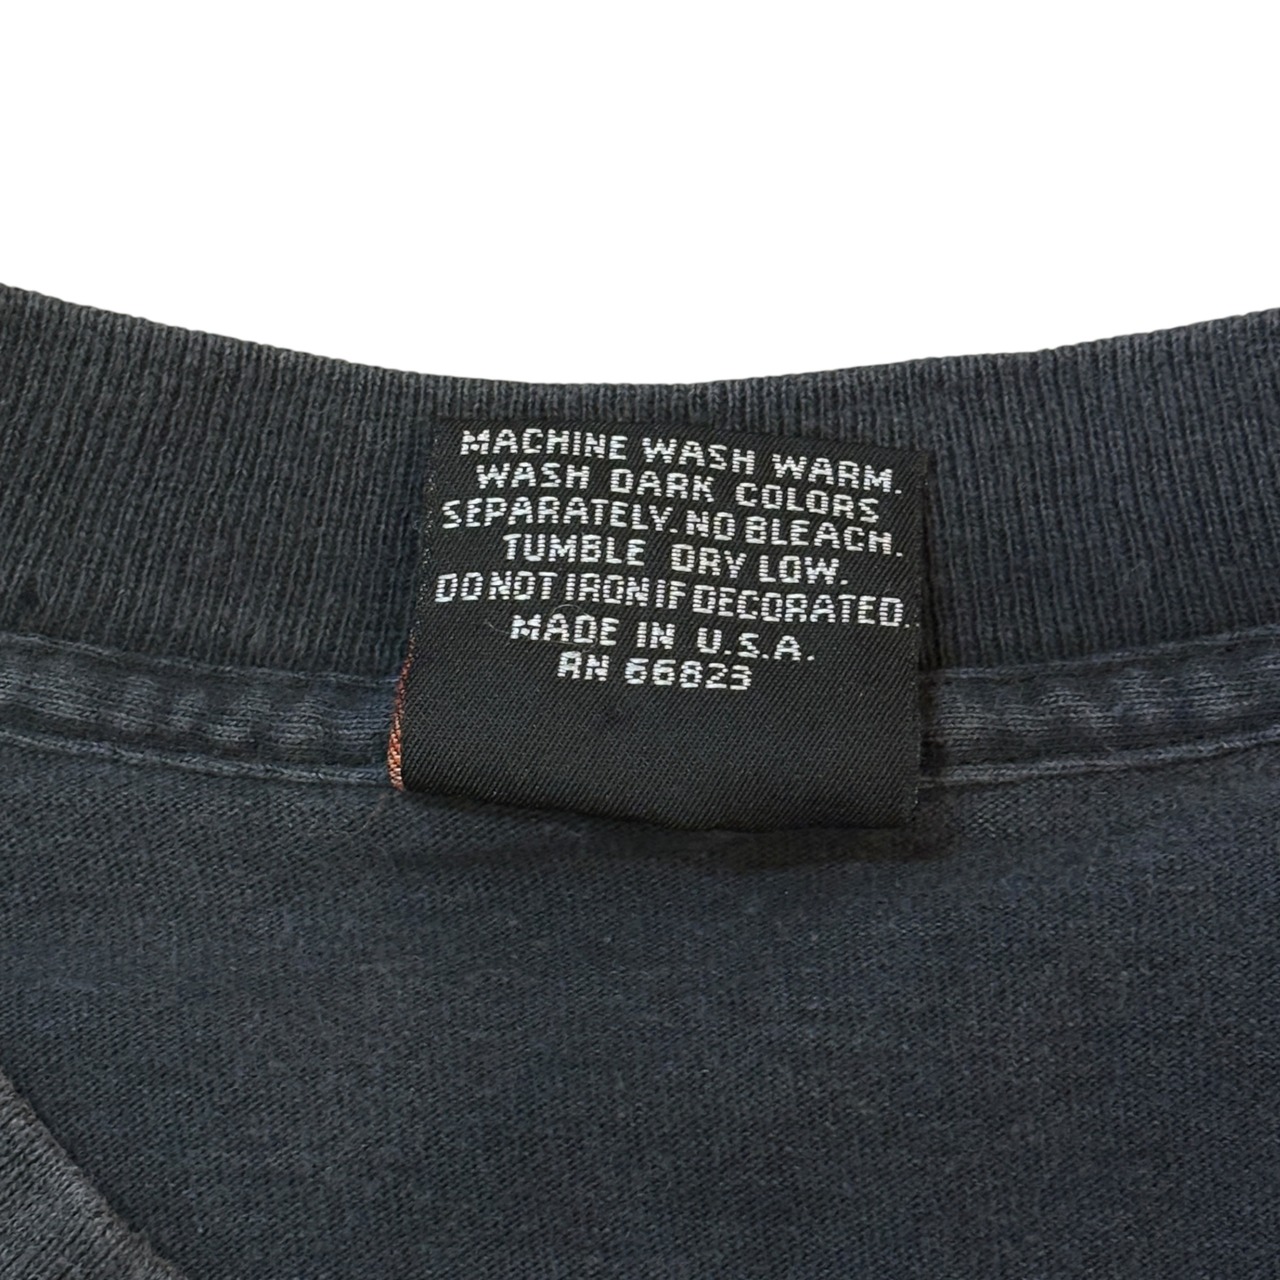 MACHINE WASH WARM.
WASH DARK COLORS
SEPARATELY. NO BLEACH.
TUMBLE DRY LOW.
DO NOT IRON IF DECORATED.
MADE IN U.S.A.
RN 66823